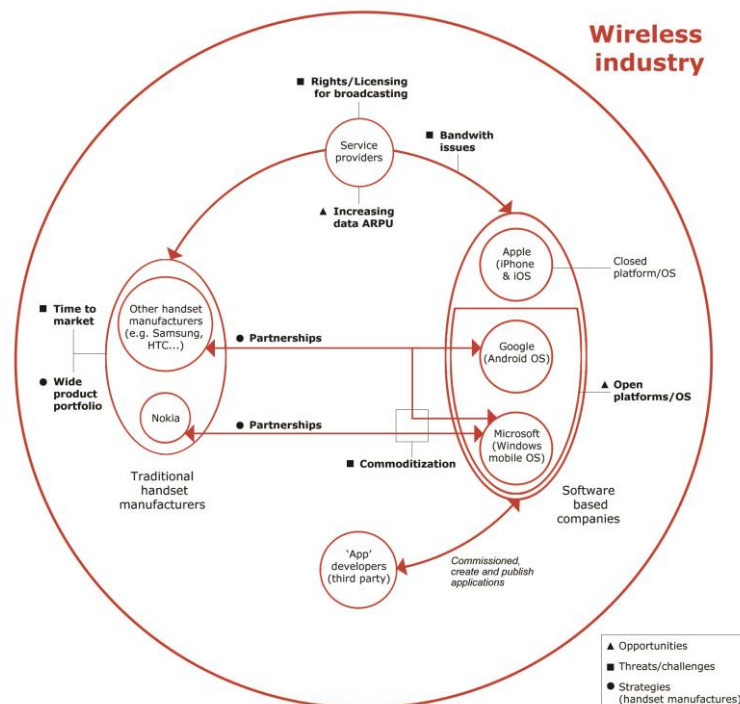 Wireless
industry
■ Rights/Licensing
for broadcasting
Service
providers
■ Bandwith
issues
▲ Increasing
data ARPU
Apple
(iPhone
& iOS
Closed
platform/OS
■ Time to
market
Other handset
manufacturers
(e.g. Samsung,
HTC...)
● Partnerships
Google
(Android OS)
● Wide
product
portfolio
▲ Open
platforms/OS
Nokia
● Partnerships
Microsoft
(Windows
mobile OS)
■ Commoditization
Traditional
handset
manufacturers
Software
based
companies
'App'
developers
(third party)
Commissioned,
create and publish
applications
▲ Opportunities
■ Threats/challenges
● Strategies
(handset manufactures)